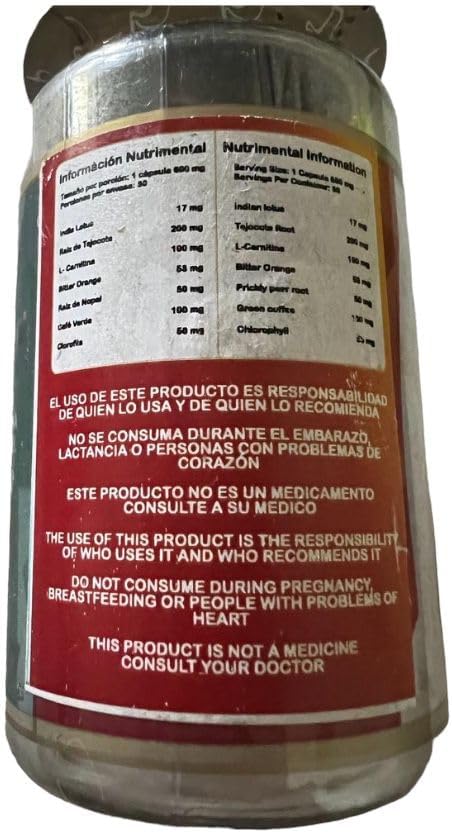 Información Nutrimental
Tamaño por porción: 1 cápsula 690 mg
Porciones por envase: 30
17 mg
India Lotus
200 mg
Raiz de Tejocote
100 mg
L- Carnitina
58 mg
Bitter Orange
50 mg
Raiz de Nopal
100 mg
Café Verde
50 mg
Clorofila
Nutrimental Information
Serving Size: 1 Capsule mg
Servings Per Container: 30
Indian lotus
17 mg
Tejocote Root
200 mg
L-Carnitine
100 mg
Bitter Orange
mg
Prickly pear root
50 mg
Green coffee
mg
Chlorophyll
mg
EL USO DE ESTE PRODUCTO ES RESPONSABILIDAD
DE QUIEN LO USA Y DE QUIEN LO RECOMIENDA
NO SE CONSUMA DURANTE EL EMBARAZO,
LACTANCIA O PERSONAS CON PROBLEMAS DE
CORAZÓN
ESTE PRODUCTO NO ES UN MEDICAMENTO
CONSULTE A SU MEDICO
THE USE OF THIS PRODUCT IS THE RESPONSIBILITY
OF WHO USES IT AND WHO RECOMMENDS IT
DO NOT CONSUME DURING PREGNANCY,
BREASTFEEDING OR PEOPLE WITH PROBLEMS OF
HEART
THIS PRODUCT IS NOT A MEDICINE
CONSULT YOUR DOCTOR